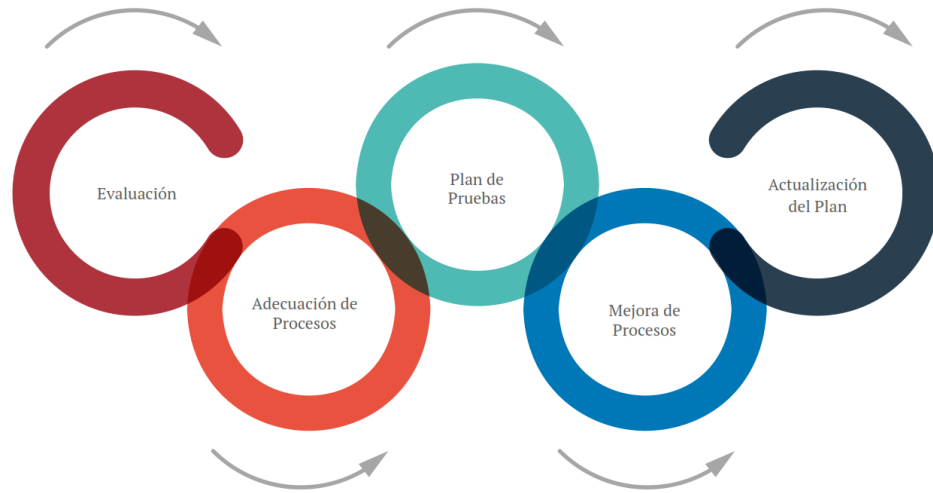 Evaluación
Adecuación de
Procesos
Plan de
Pruebas
Mejora de
Procesos
Actualización
del Plan